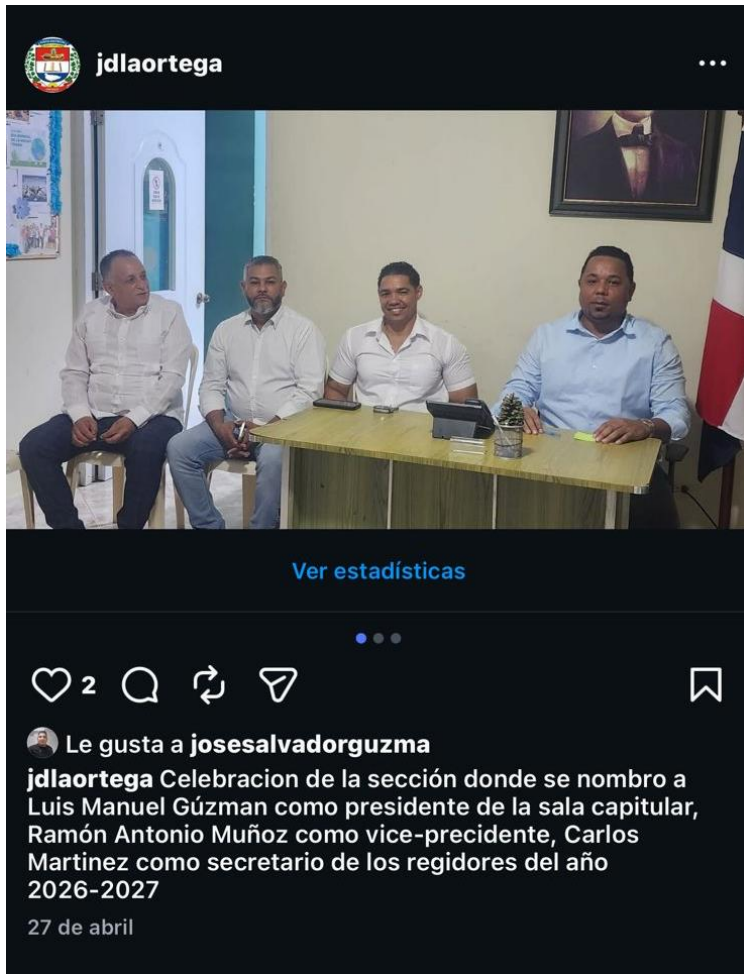 jdlaortega
Ver estadísticas
2
Le gusta a josesalvadorguzma
jdlaortega Celebracion de la sección donde se nombro a
Luis Manuel Gúzman como presidente de la sala capitular,
Ramón Antonio Muñoz como vice-precidente, Carlos
Martinez como secretario de los regidores del año
2026-2027
27 de abril